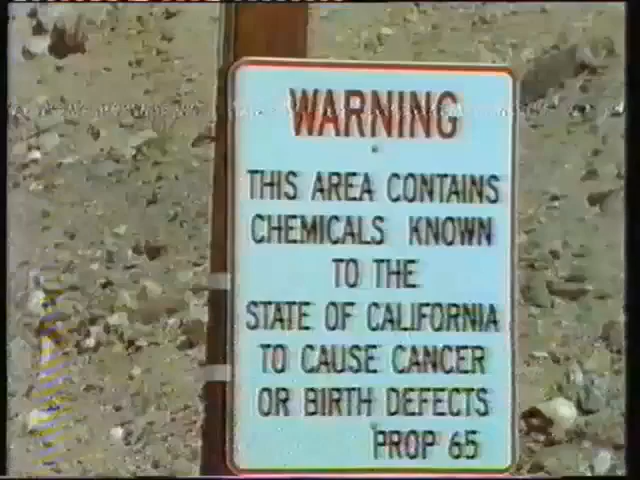 WARNING
THIS AREA CONTAINS
CHEMICALS KNOWN
TO THE
STATE OF CALIFORNIA
TO CAUSE CANCER
OR BIRTH DEFECTS
PROP 65